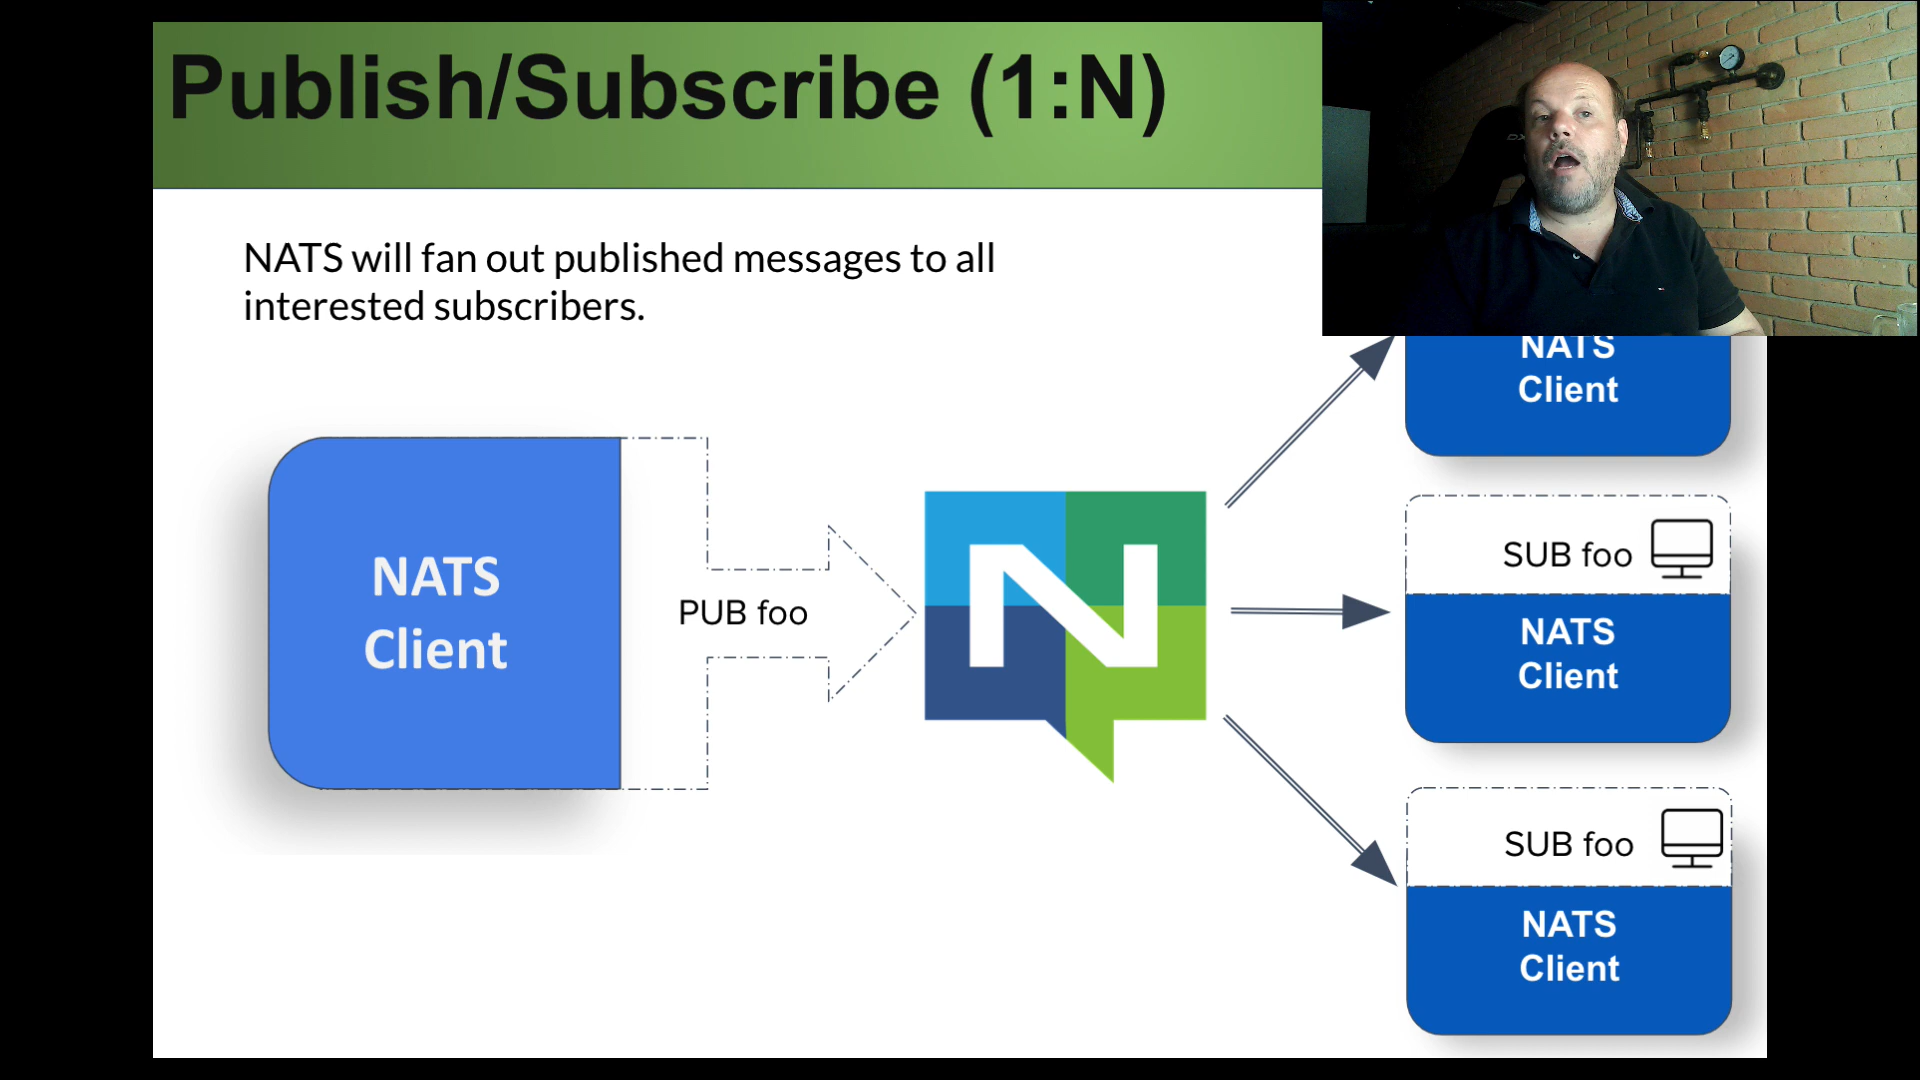 Publish/Subscribe (1:N)
NATS will fan out published messages to all
interested subscribers.
NATS
Client
PUB foo
N
NATS
Client
SUB foo
NATS
Client
SUB foo
NATS
Client